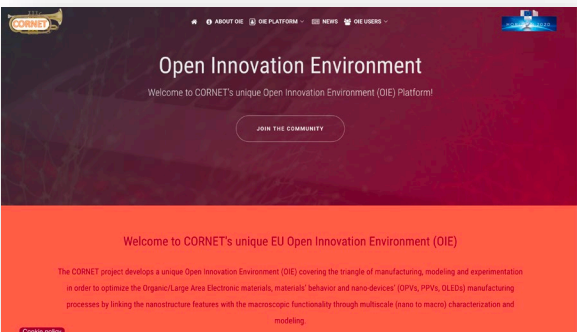 CORNET
ABOUT OIE OIE PLATFORM NEWS OIE USERS
HORIZON 2020
Open Innovation Environment
Welcome to CORNET's unique Open Innovation Environment (OIE) Platform!
JOIN THE COMMUNITY
Welcome to CORNET's unique EU Open Innovation Environment (OIE)
The CORNET project develops a unique Open Innovation Environment (OIE) covering the triangle of manufacturing, modeling and experimentation
in order to optimize the Organic/Large Area Electronic materials, materials' behavior and nano-devices' (OPVs, PPVs, OLEDs) manufacturing
processes by linking the nanostructure features with the macroscopic functionality through multiscale (nano to macro) characterization and
modeling.
Cookie policy